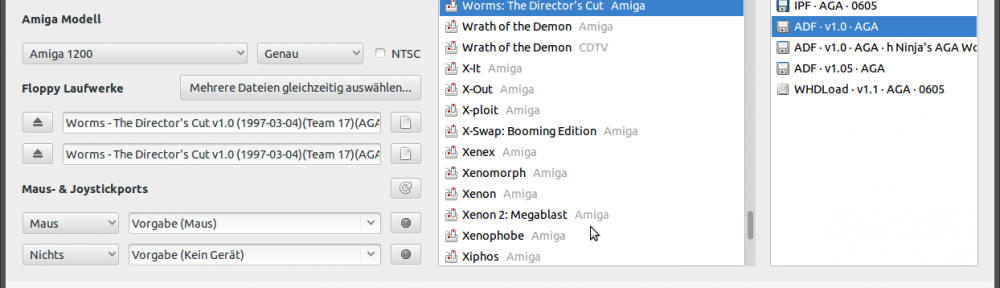 Amiga Modell
Amiga 1200
Genau
NTSC
Floppy Laufwerke
Mehrere Dateien gleichzeitig auswählen...
Worms - The Director's Cut v1.0 (1997-03-04)(Team 17)(AGA
Worms - The Director's Cut v1.0 (1997-03-04)(Team 17)(AGA
Maus- & Joystickports
Maus
Vorgabe (Maus)
Nichts
Vorgabe (Kein Gerät)
Worms: The Director's Cut Amiga
Wrath of the Demon Amiga
Wrath of the Demon CDTV
X-It Amiga
X-Out Amiga
X-ploit Amiga
X-Swap: Booming Edition Amiga
Xenex Amiga
Xenomorph Amiga
Xenon Amiga
Xenon 2: Megablast Amiga
Xenophobe Amiga
Xiphos Amiga
IPF · AGA · 0605
ADF · v1.0 · AGA
ADF · v1.0 · AGA · h Ninja's AGA Wo
ADF · v1.05 · AGA
WHDLoad · v1.1 · AGA · 0605